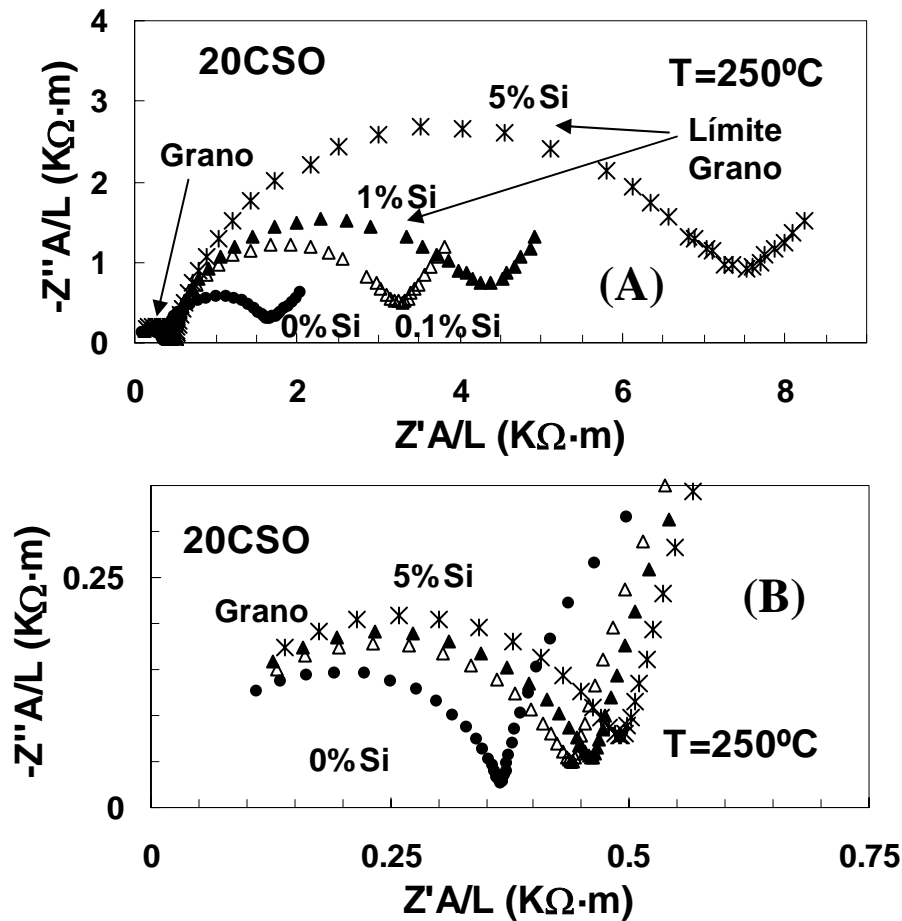 20CSO
T=250ºC
5%Si
Límite
Grano
Grano
1%Si
(A)
0%Si
0.1%Si
-Z''A/L (KΩ·m)
4
3
2
1
0
0
2
4
6
8
Z'A/L (KΩ·m)
20CSO
5%Si
(B)
Grano
T=250ºC
0%Si
-Z''A/L (KΩ·m)
0.25
0
0
0.25
0.5
0.75
Z'A/L (KΩ·m)